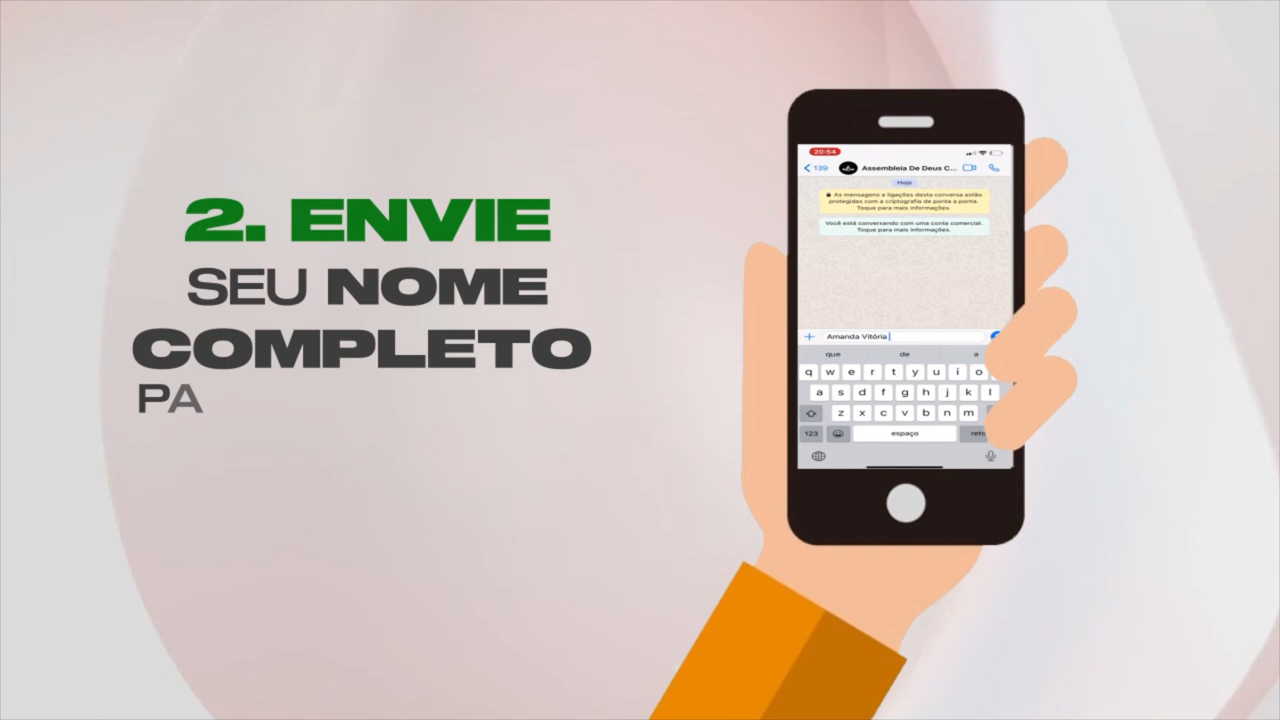 2. ENVIE
SEU NOME
COMPLETO
PA
20:54
139
Assembleia De Deus C...
Hoje
As mensagens e ligações desta conversa estão
protegidas com a criptografia de ponta a ponta.
Toque para mais informações.
Você está conversando com uma conta comercial.
Toque para mais informações.
Amanda Vitória
que de a
q w e r t y u i o
a s d f g h j k l
z x c v b n m
123 espaço reto